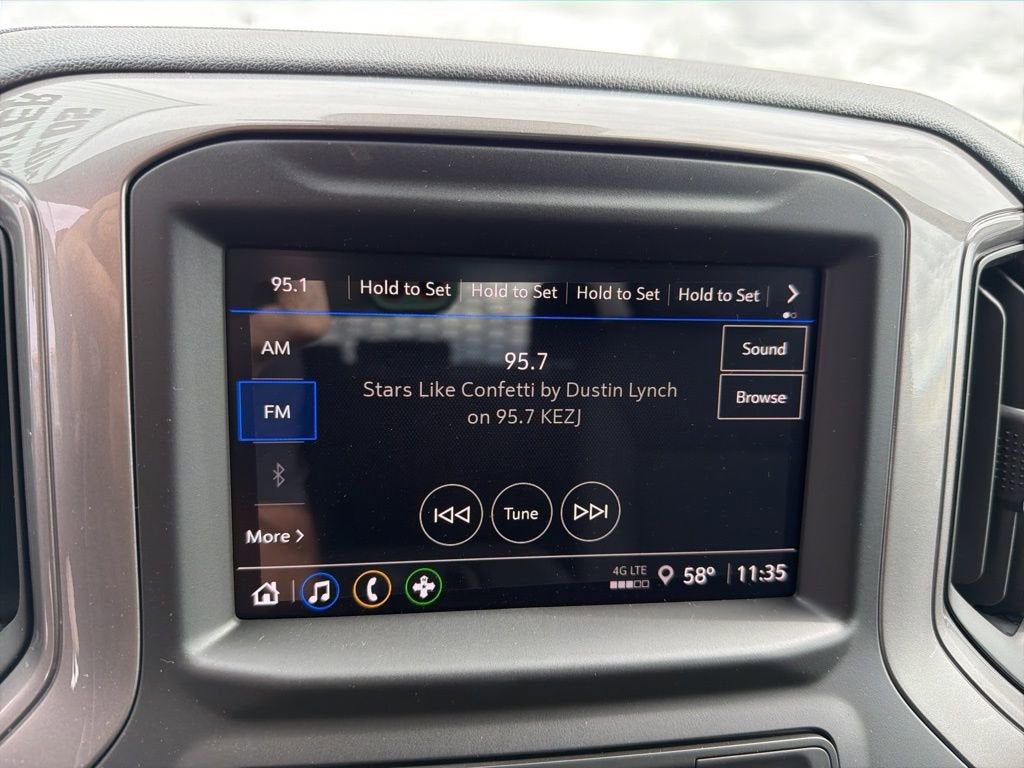 95.1 Hold to Set Hold to Set Hold to Set Hold to Set
AM
FM
More
95.7
Stars Like Confetti by Dustin Lynch
on 95.7 KEZJ
Sound
Browse
Tune
4G LTE
58° 11:35